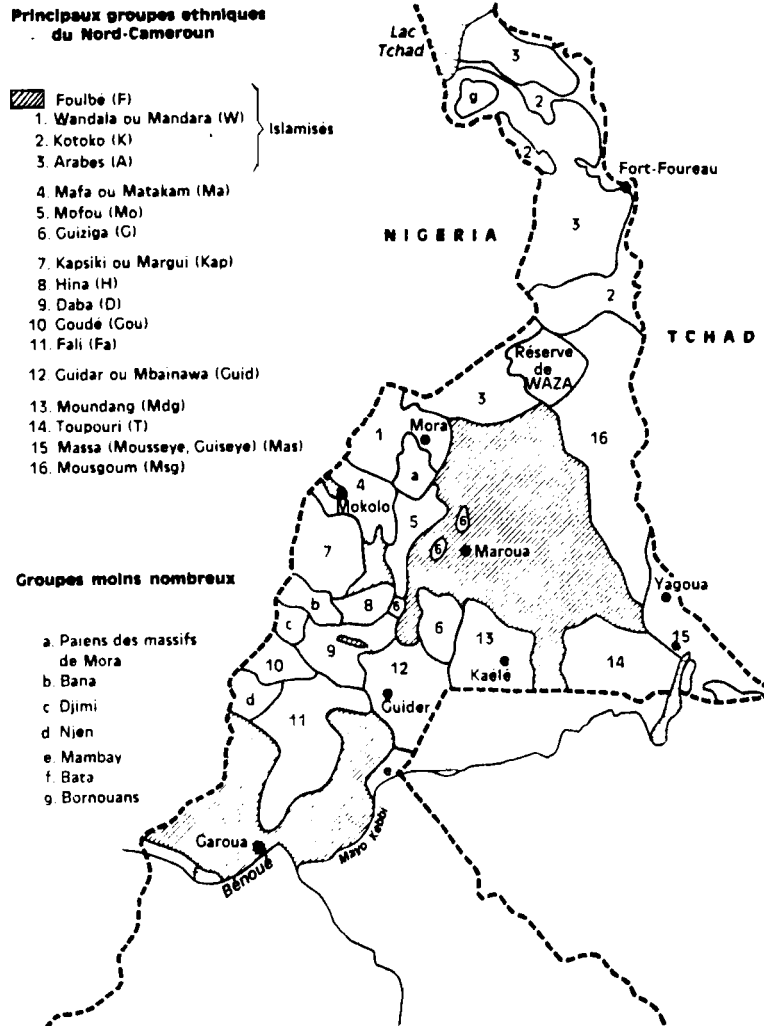 Principaux groupes ethniques
du Nord-Cameroun
Foulbé (F)
1. Wandala ou Mandara (W)
2. Kotoko (K)
3. Arabes (A)
Islamisés
4. Mafa ou Matakam (Ma)
5. Mofou (Mo)
6. Guiziga (G)
7. Kapsiki ou Margui (Kap)
8. Hina (H)
9. Daba (D)
10 Goudé (Gou)
11. Fali (Fa)
12. Guidar ou Mbainawa (Guid)
13. Moundang (Mdg)
14. Toupouri (T)
15 Massa (Mousseye, Guiseye) (Mas)
16. Mousgoum (Msg)
Groupes moins nombreux
a. Paiens des massifs
de Mora
b. Bana
c Djimi
d Njen
e. Mambay
f. Bata
g. Bornouans
Lac
Tchad
3
g
2
2
Fort-Foureau
NIGERIA
3
2
TCHAD
Réserve
de
WAZA
3
1
Mora
16
a
4
Mokolo
5
6
6
Maroua
7
Yagoua
b
8
6
c
6
13
15
9
10
12
Kaélé
14
d
Guider
11
e
Garoua
Mayo Kebbi
Bénoué